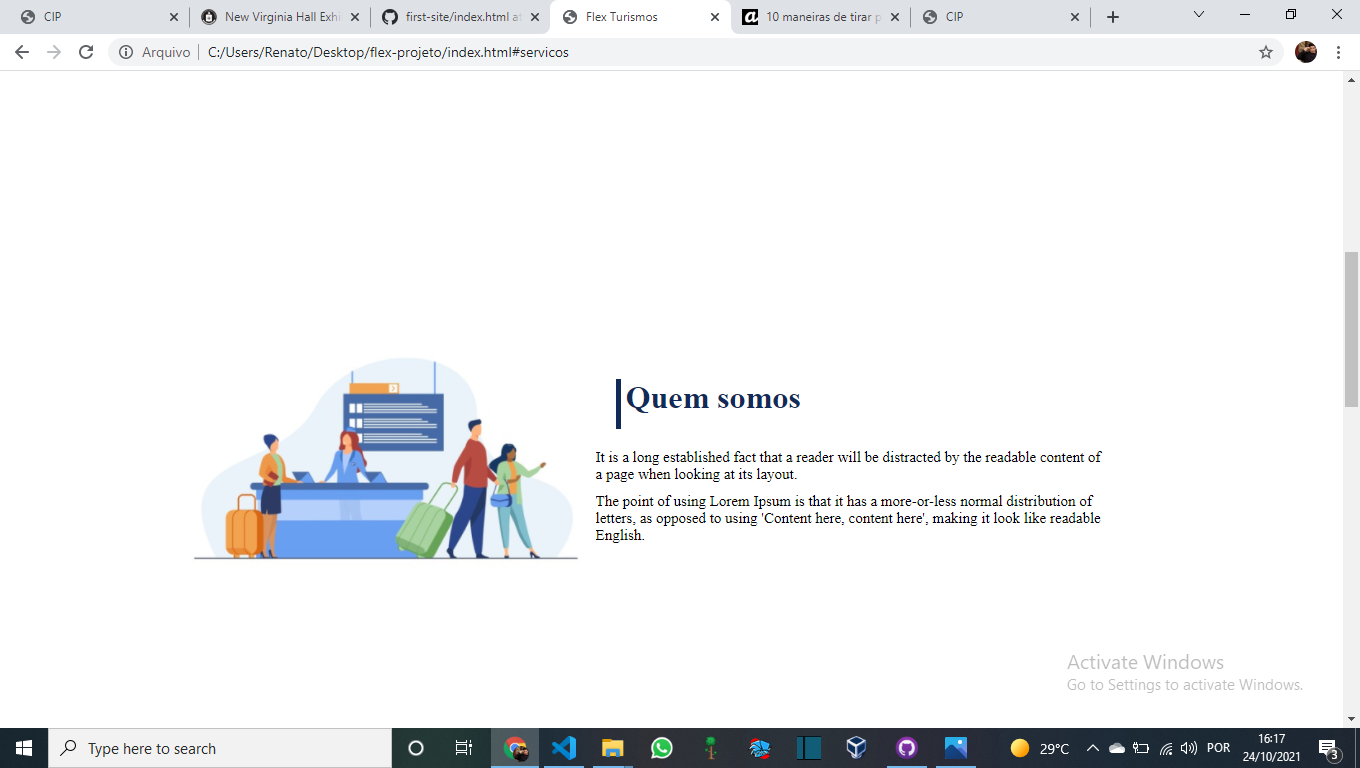 CIP
New Virginia Hall Exhi
first-site/index.html at
Flex Turismos
10 maneiras de tirar p
CIP
Arquivo
C:/Users/Renato/Desktop/flex-projeto/index.html#servicos
Quem somos
It is a long established fact that a reader will be distracted by the readable content of
a page when looking at its layout.
The point of using Lorem Ipsum is that it has a more-or-less normal distribution of
letters, as opposed to using 'Content here, content here', making it look like readable
English.
Activate Windows
Go to Settings to activate Windows.
Type here to search
29°C
POR
16:17
24/10/2021
3